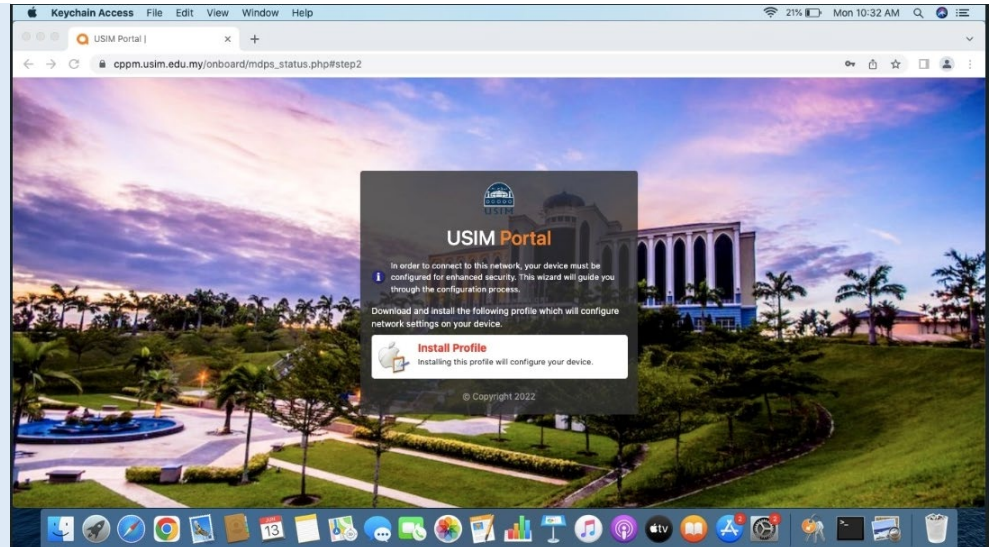 Keychain Access File Edit View Window Help 21% Mon 10:32 AM
USIM Portal |
cppm.usim.edu.my/onboard/mdps_status.php#step2
USIM
USIM Portal
In order to connect to this network, your device must be
configured for enhanced security. This wizard will guide you
through the configuration process.
Download and install the following profile which will configure
network settings on your device.
Install Profile
Installing this profile will configure your device.
© Copyright 2022
JUN
13
tv